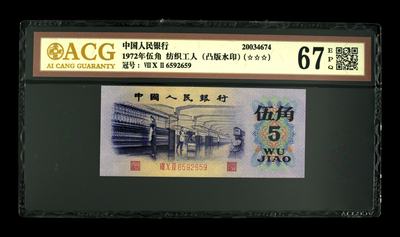 ACG
AI CANG GUARANTY
中国人民银行
20034674
1972年伍角 纺织工人（凸版水印）(☆☆☆)
冠号：Ⅷ Ⅹ Ⅱ 6592659
67 EPQ
中国人民银行
伍角
5
WU
JIAO
Ⅷ Ⅹ Ⅱ 6592659